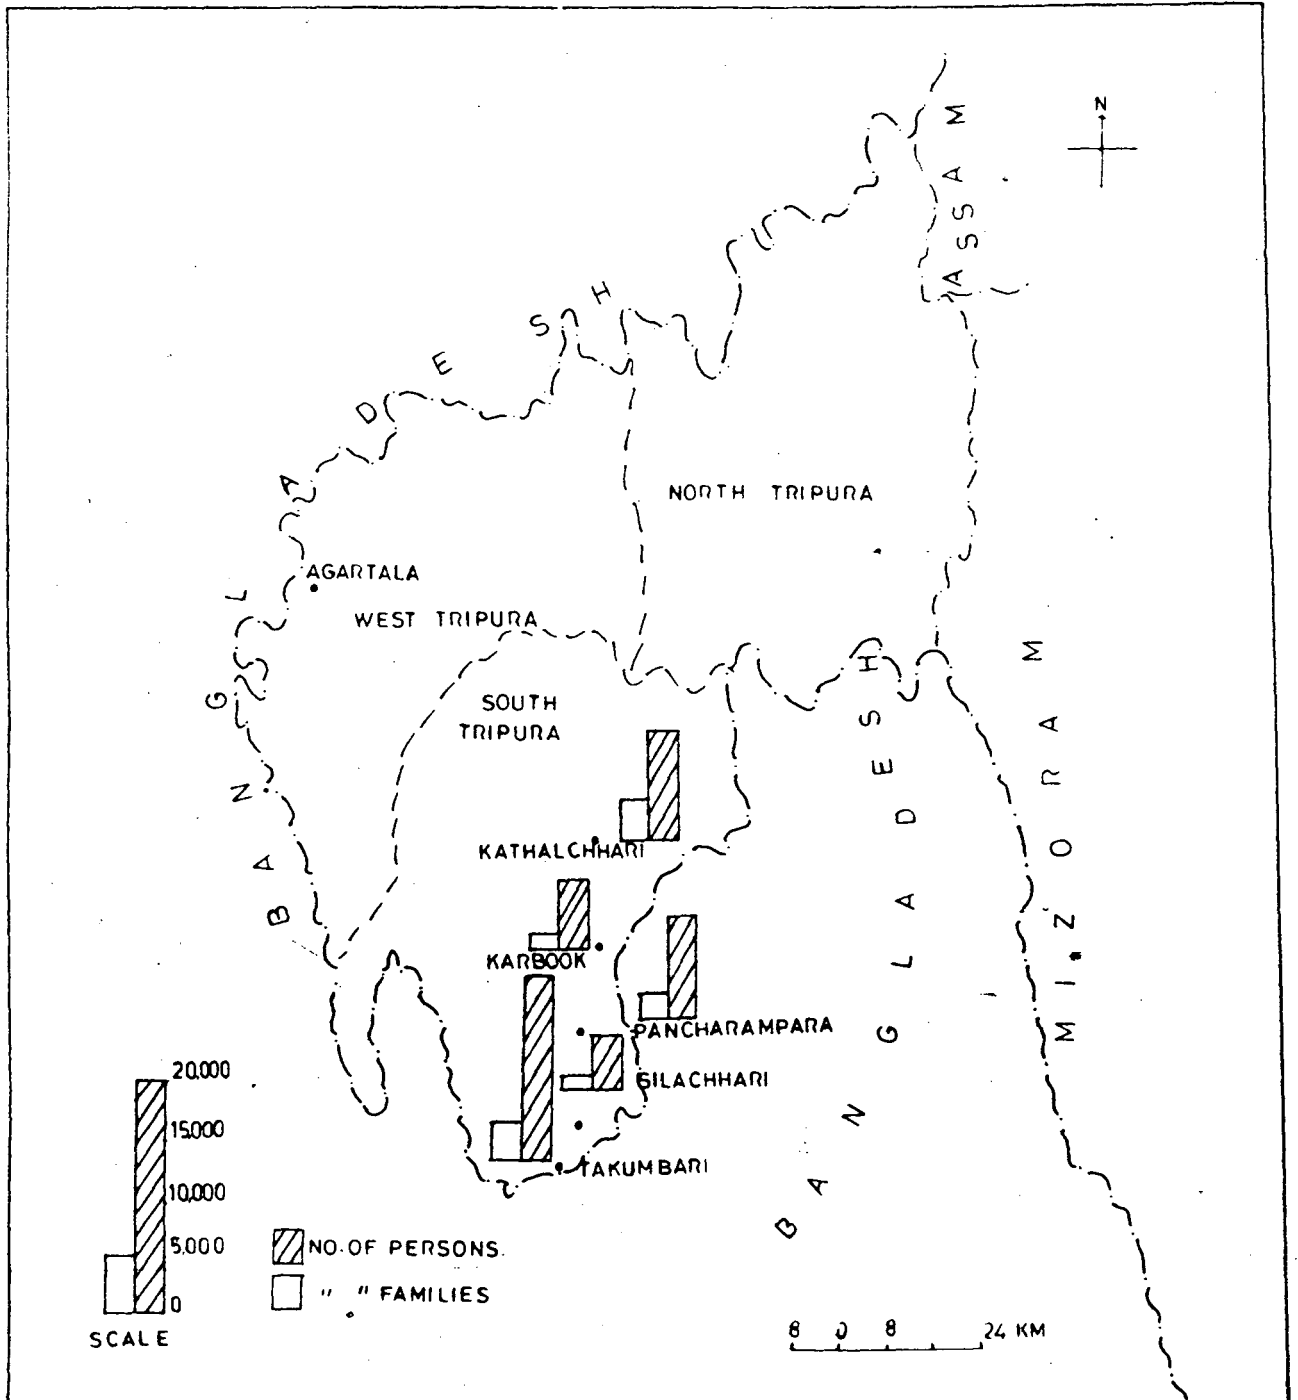 N
ASSAM
BANGLADESH
NORTH TRIPURA
AGARTALA
WEST TRIPURA
SOUTH
TRIPURA
BANGLADESH
MIZORAM
KATHALCHHARI
KARBOOK
PANCHARAMPARA
SILACHHARI
TAKUMBARI
20,000
15,000
10,000
5,000
0
SCALE
NO. OF PERSONS.
" " FAMILIES
8 0 8 24 KM